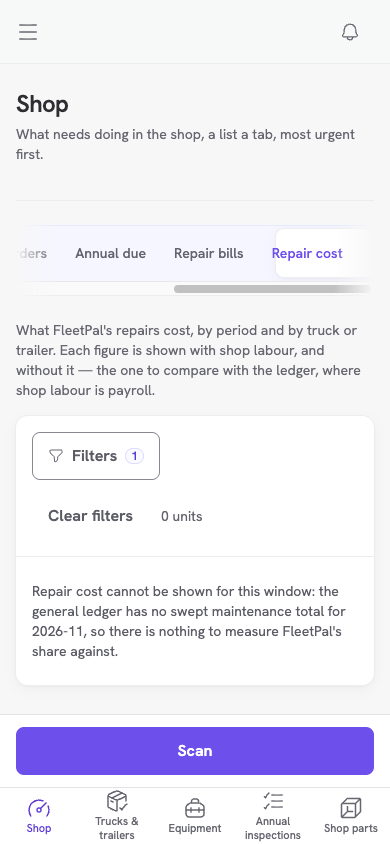 Shop
What needs doing in the shop, a list a tab, most urgent
first.
ders Annual due Repair bills Repair cost
What FleetPal's repairs cost, by period and by truck or
trailer. Each figure is shown with shop labour, and
without it — the one to compare with the ledger, where
shop labour is payroll.
Filters 1
Clear filters 0 units
Repair cost cannot be shown for this window: the
general ledger has no swept maintenance total for
2026-11, so there is nothing to measure FleetPal's
share against.
Scan
Shop
Trucks &
trailers
Equipment
Annual
inspections
Shop parts